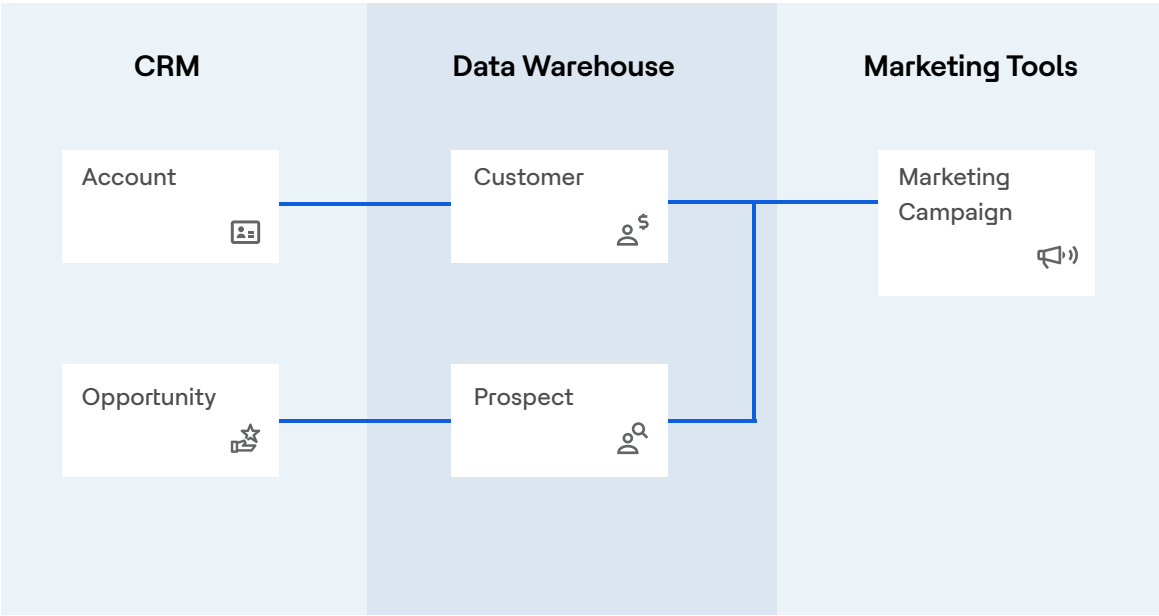 CRM
Data Warehouse
Marketing Tools
Account
Customer
Marketing
Campaign
$
Opportunity
Prospect